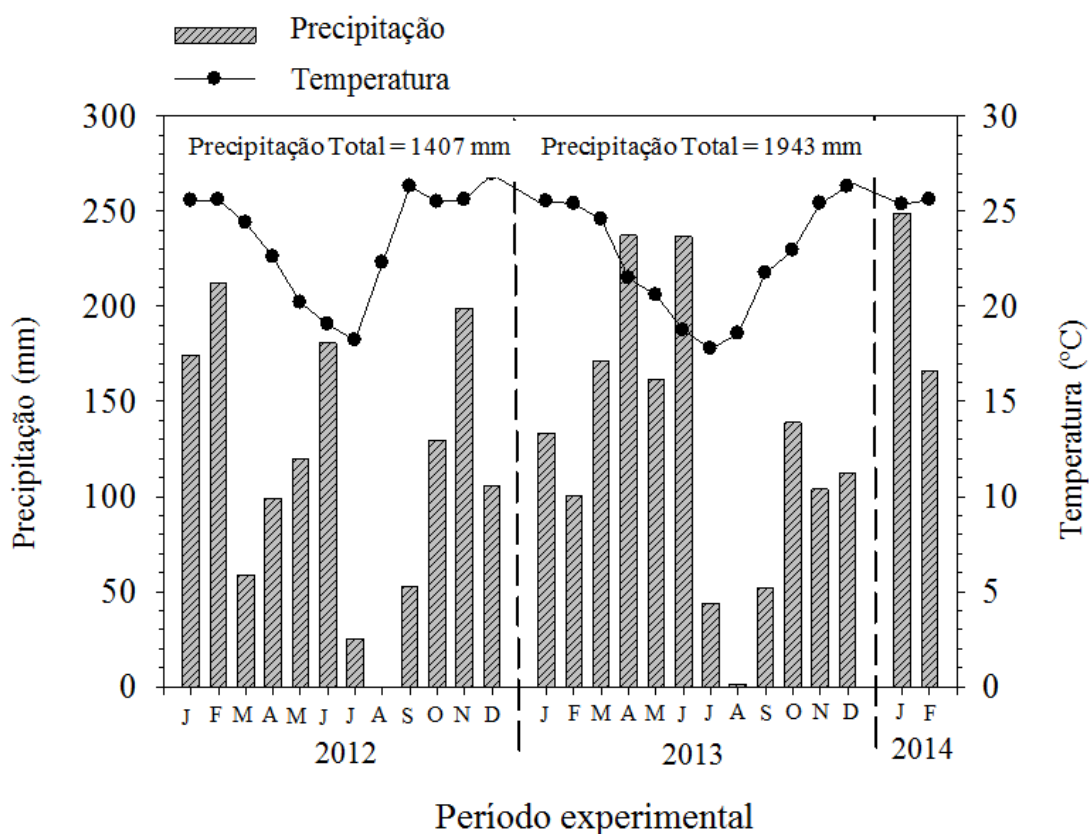 Precipitação
Temperatura
Precipitação Total = 1407 mm
Precipitação Total = 1943 mm
300
250
200
150
100
50
0
Precipitação (mm)
30
25
20
15
10
5
0
Temperatura (ºC)
J F M A M J J A S O N D
J F M A M J J A S O N D
J F
2012
2013
2014
Período experimental